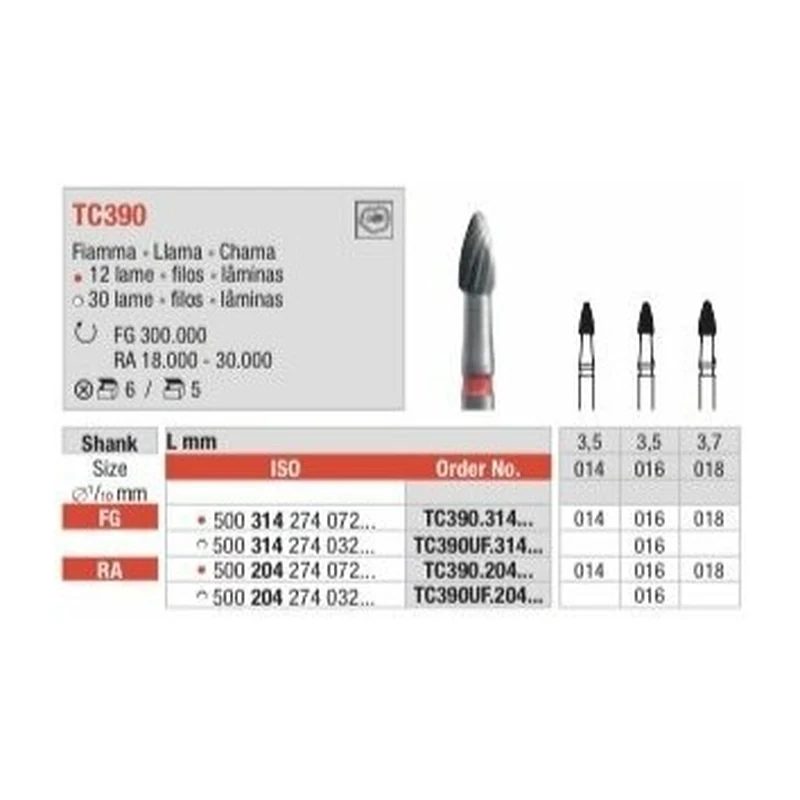 TC390
Fiamma • Llama • Chama
• 12 lame • filos • lâminas
○ 30 lame • filos • lâminas
FG 300.000
RA 18.000 - 30.000
6 / 5
Shank L mm 3,5 3,5 3,7
Size ISO Order No. 014 016 018
∅ 1/10 mm
FG • 500 314 274 072... TC390.314... 014 016 018
500 314 274 032... TC390UF.314... 016
RA • 500 204 274 072... TC390.204... 014 016 018
500 204 274 032... TC390UF.204... 016